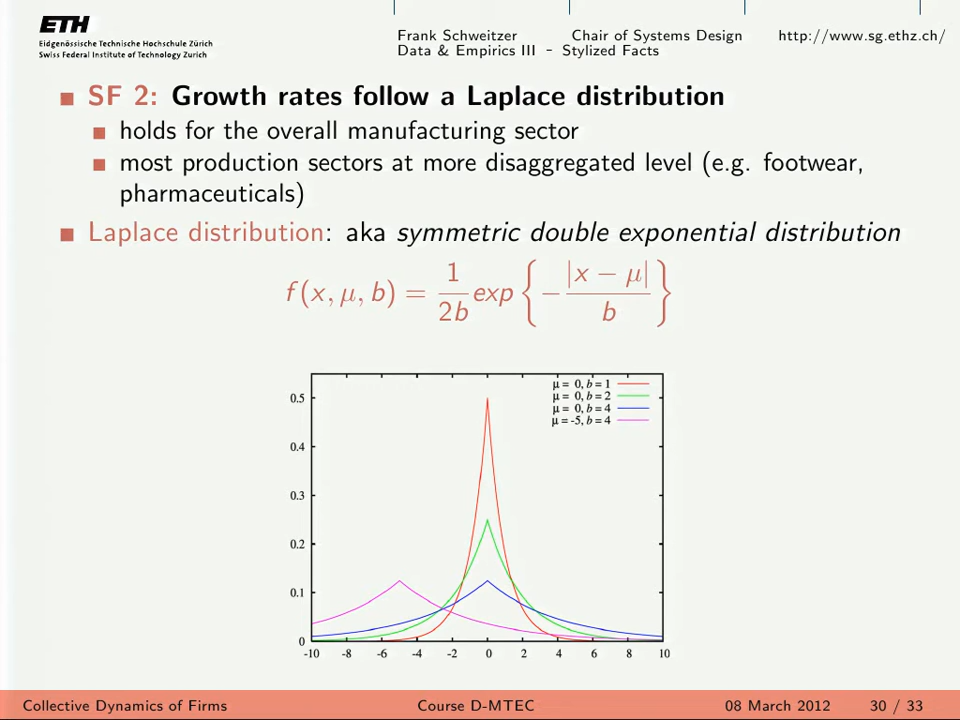 ETH
Eidgenössische Technische Hochschule Zürich
Swiss Federal Institute of Technology Zurich
Frank Schweitzer Chair of Systems Design http://www.sg.ethz.ch/
Data & Empirics III - Stylized Facts
SF 2: Growth rates follow a Laplace distribution
holds for the overall manufacturing sector
most production sectors at more disaggregated level (e.g. footwear,
pharmaceuticals)
Laplace distribution: aka symmetric double exponential distribution
f(x, μ, b) = 1/2b exp { − |x − μ|/b }
μ = 0, b = 1
μ = 0, b = 2
μ = 0, b = 4
μ = -5, b = 4
0.5
0.4
0.3
0.2
0.1
0
-10 -8 -6 -4 -2 0 2 4 6 8 10
Collective Dynamics of Firms Course D-MTEC 08 March 2012 30 / 33